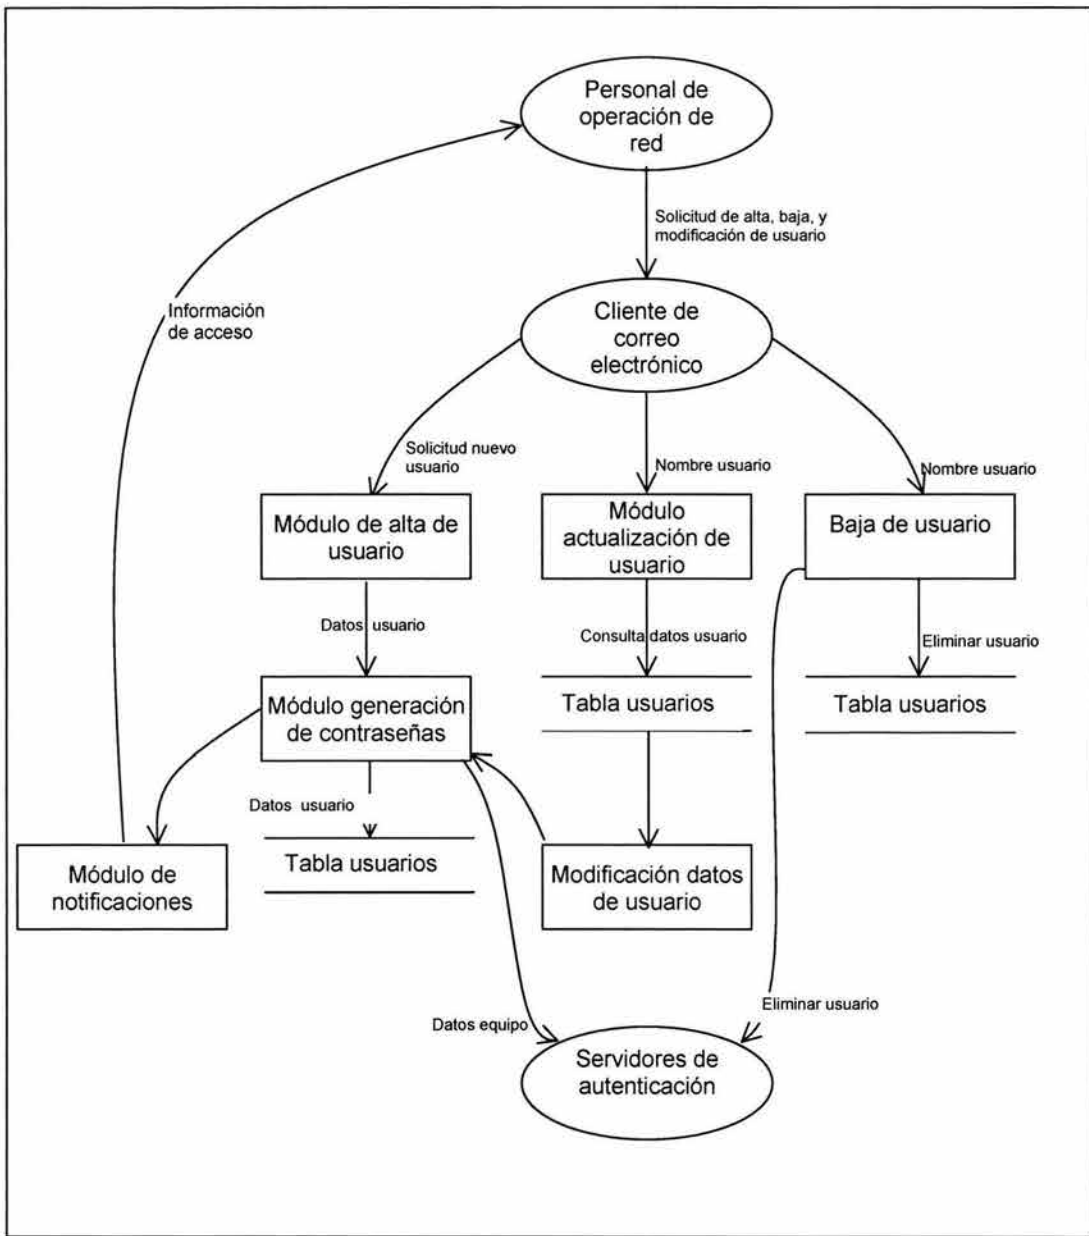 Personal de
operación de
red
Solicitud de alta, baja, y
modificación de usuario
Información
de acceso
Cliente de
correo
electrónico
Solicitud nuevo
usuario
Nombre usuario
Nombre usuario
Módulo de alta de
usuario
Módulo
actualización de
usuario
Baja de usuario
Datos usuario
Consulta datos usuario
Eliminar usuario
Módulo generación
de contraseñas
Tabla usuarios
Tabla usuarios
Datos usuario
Módulo de
notificaciones
Tabla usuarios
Modificación datos
de usuario
Datos equipo
Eliminar usuario
Servidores de
autenticación